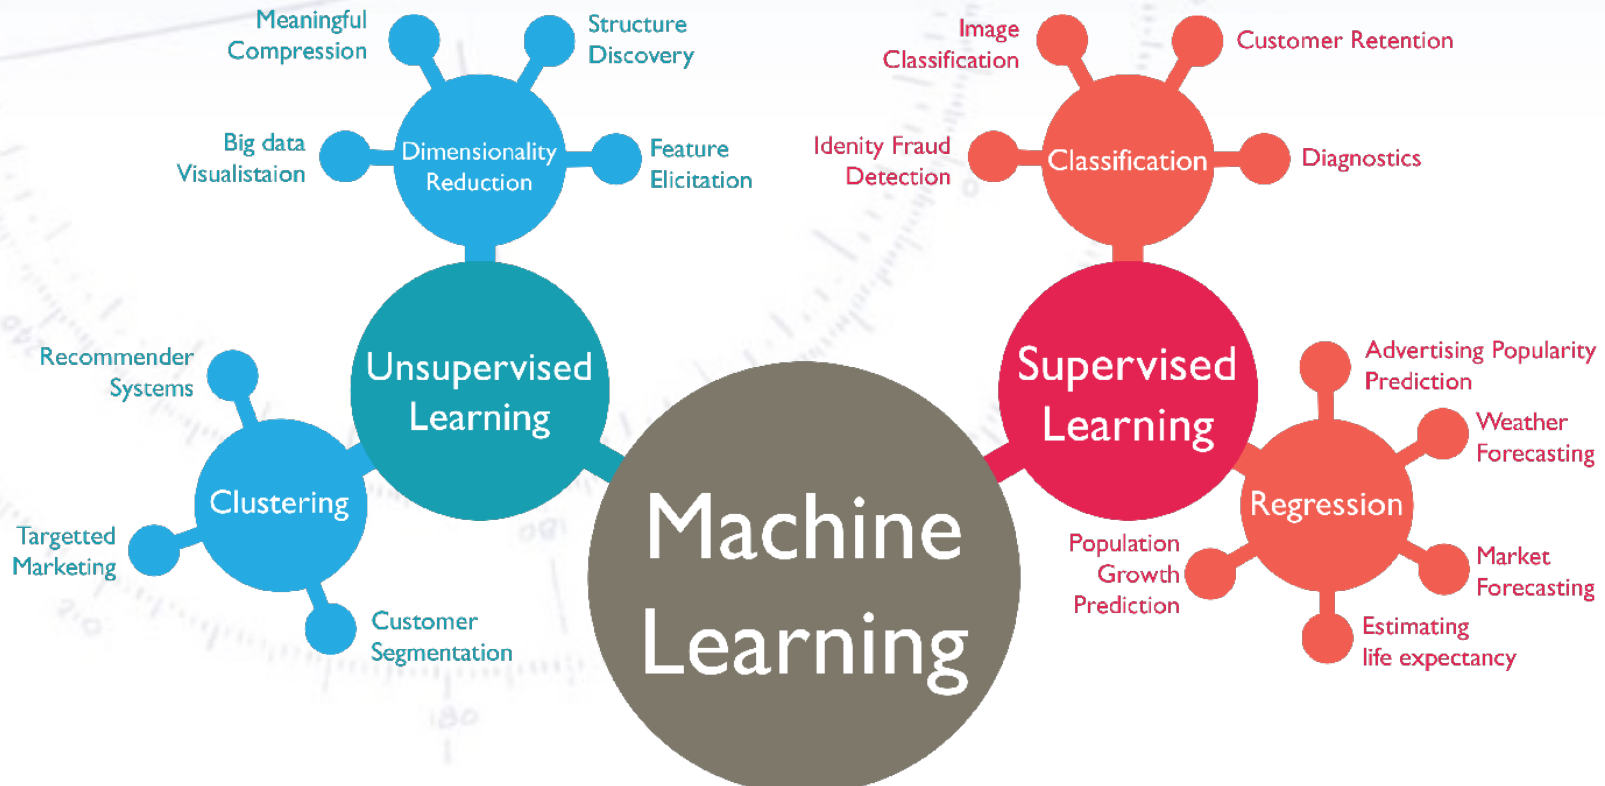 Meaningful
Compression
Structure
Discovery
Big data
Visualistaion
Dimensionality
Reduction
Feature
Elicitation
Image
Classification
Customer Retention
Idenity Fraud
Detection
Classification
Diagnostics
Recommender
Systems
Unsupervised
Learning
Clustering
Targetted
Marketing
Customer
Segmentation
Supervised
Learning
Advertising Popularity
Prediction
Weather
Forecasting
Regression
Population
Growth
Prediction
Market
Forecasting
Estimating
life expectancy
Machine
Learning
180